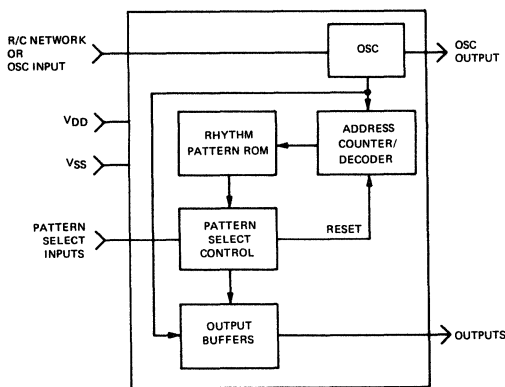 R/C NETWORK
OR
OSC INPUT
OSC
OSC
OUTPUT
VDD
VSS
RHYTHM
PATTERN ROM
ADDRESS
COUNTER/
DECODER
PATTERN
SELECT
INPUTS
PATTERN
SELECT
CONTROL
RESET
OUTPUT
BUFFERS
OUTPUTS